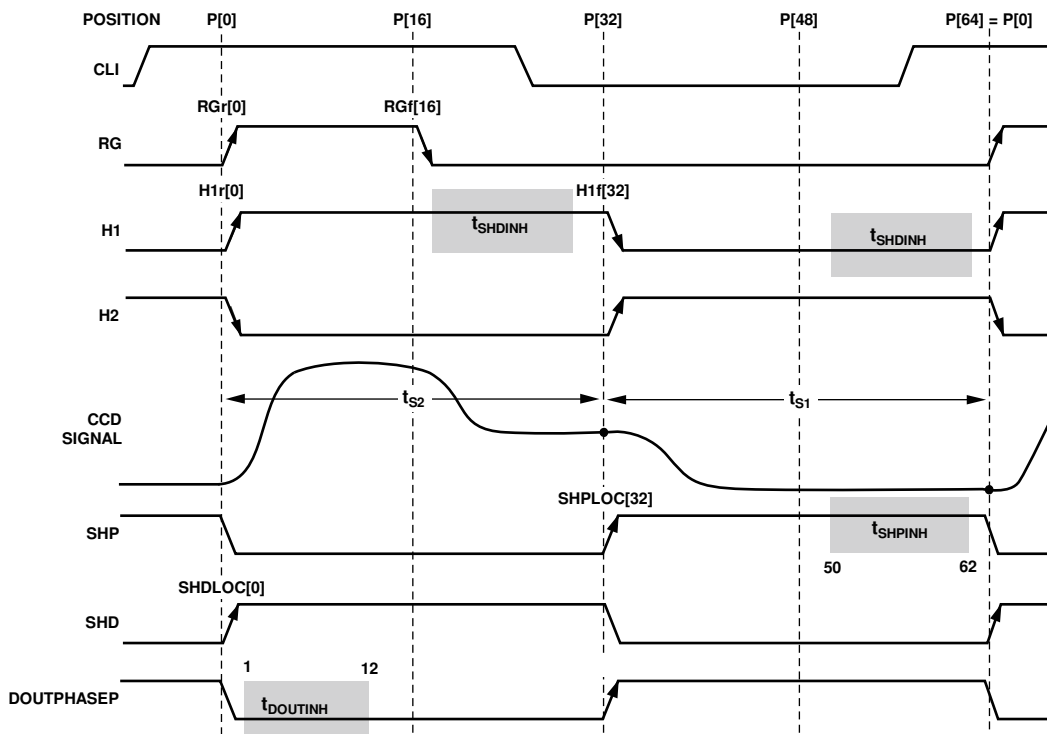 POSITION P[0] P[16] P[32] P[48] P[64] = P[0]
CLI
RGr[0] RGf[16]
RG
H1r[0] H1f[32]
H1 tSHDINH tSHDINH
H2
tS2 tS1
CCD
SIGNAL
SHPLOC[32]
SHP tSHPINH
50 62
SHDLOC[0]
SHD
1 12
DOUTPHASEP tDOUTINH